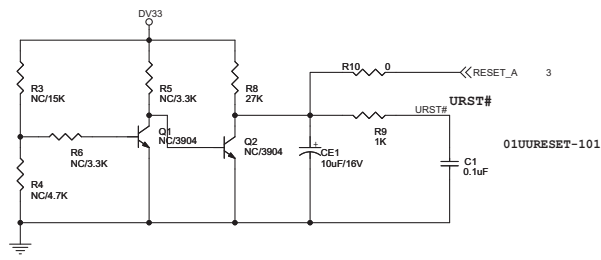 DV33
R10 0
RESET_A 3
R3
NC/15K
R5
NC/3.3K
R8
27K
URST#
URST#
Q1
NC/3904
Q2
NC/3904
R9
1K
01UURESET-101
R6
NC/3.3K
CE1
10uF/16V
+
C1
0.1uF
R4
NC/4.7K